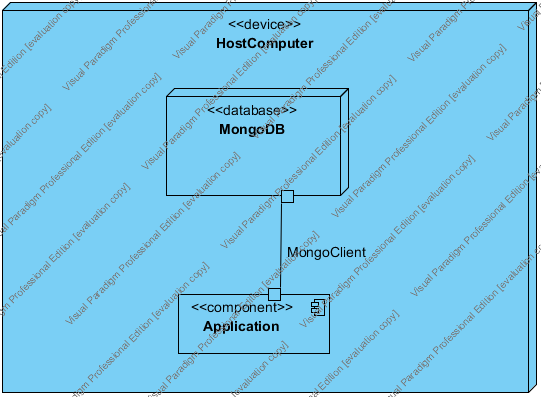 <<device>>
HostComputer
<<database>>
MongoDB
MongoClient
<<component>>
Application
Visual Paradigm Professional Edition [evaluation copy]